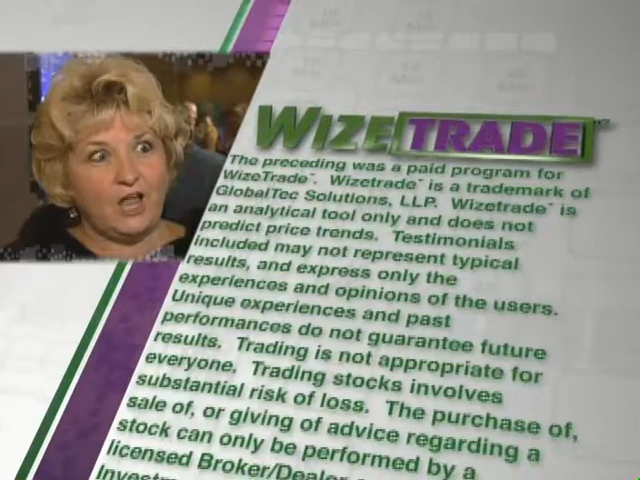 WIZETRADE™
The preceding was a paid program for
WizeTrade™. Wizetrade™ is a trademark of
GlobalTec Solutions, LLP. Wizetrade™ is
an analytical tool only and does not
predict price trends. Testimonials
included may not represent typical
results, and express only the
experiences and opinions of the users.
Unique experiences and past
performances do not guarantee future
results. Trading is not appropriate for
everyone. Trading stocks involves
substantial risk of loss. The purchase of,
sale of, or giving of advice regarding a
stock can only be performed by a
licensed Broker/Dealer